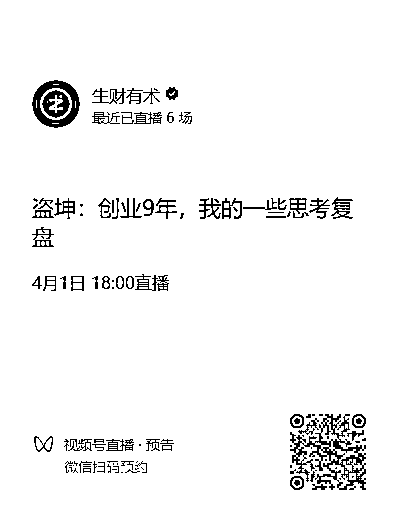 生财有术
最近已直播 6 场
盗坤：创业9年，我的一些思考复
盘
4月1日 18:00直播
视频号直播 · 预告
微信扫码预约